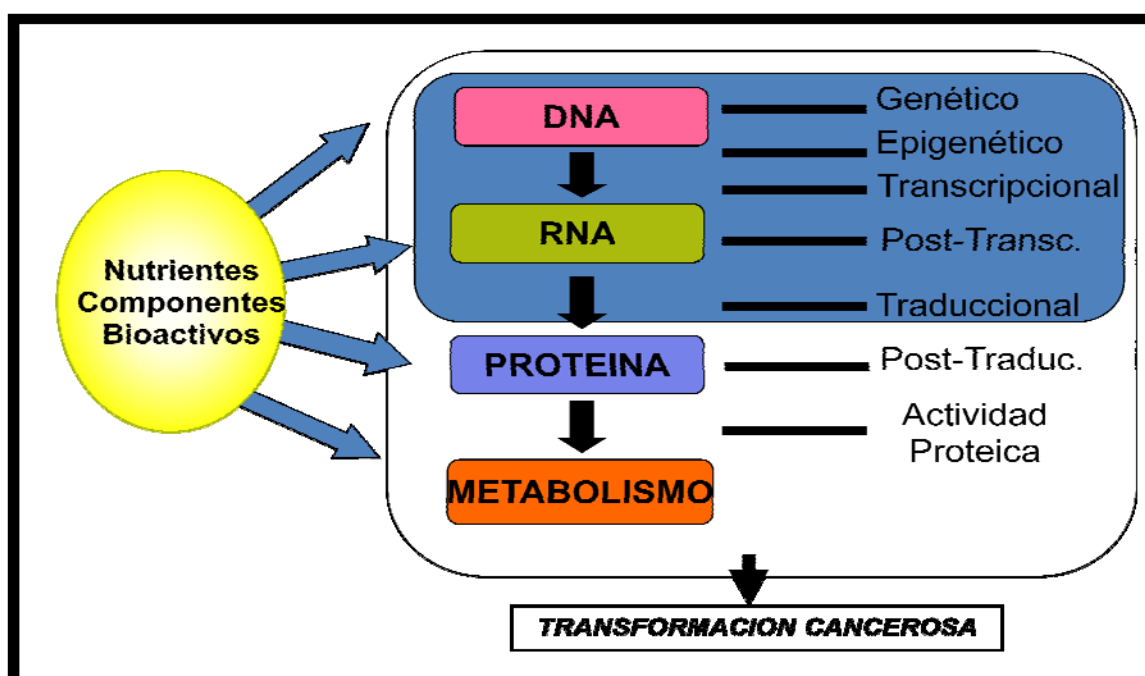 Nutrientes
Componentes
Bioactivos
DNA
RNA
PROTEINA
METABOLISMO
Genético
Epigenético
Transcripcional
Post-Transc.
Traduccional
Post-Traduc.
Actividad
Proteica
TRANSFORMACION CANCEROSA